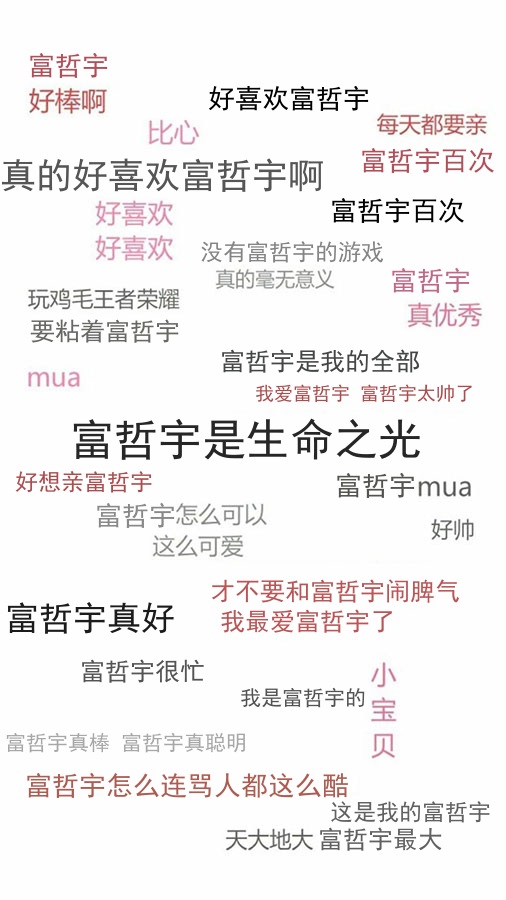 富哲宇
好棒啊
好喜欢富哲宇
比心
每天都要亲
富哲宇百次
真的好喜欢富哲宇啊
好喜欢
富哲宇百次
好喜欢
没有富哲宇的游戏
真的毫无意义
富哲宇
玩鸡毛王者荣耀
真优秀
要粘着富哲宇
富哲宇是我的全部
mua
我爱富哲宇 富哲宇太帅了
富哲宇是生命之光
好想亲富哲宇
富哲宇mua
富哲宇怎么可以
好帅
这么可爱
才不要和富哲宇闹脾气
富哲宇真好
我最爱富哲宇了
富哲宇很忙
我是富哲宇的
小
宝
贝
富哲宇真棒 富哲宇真聪明
富哲宇怎么连骂人都这么酷
这是我的富哲宇
天大地大 富哲宇最大